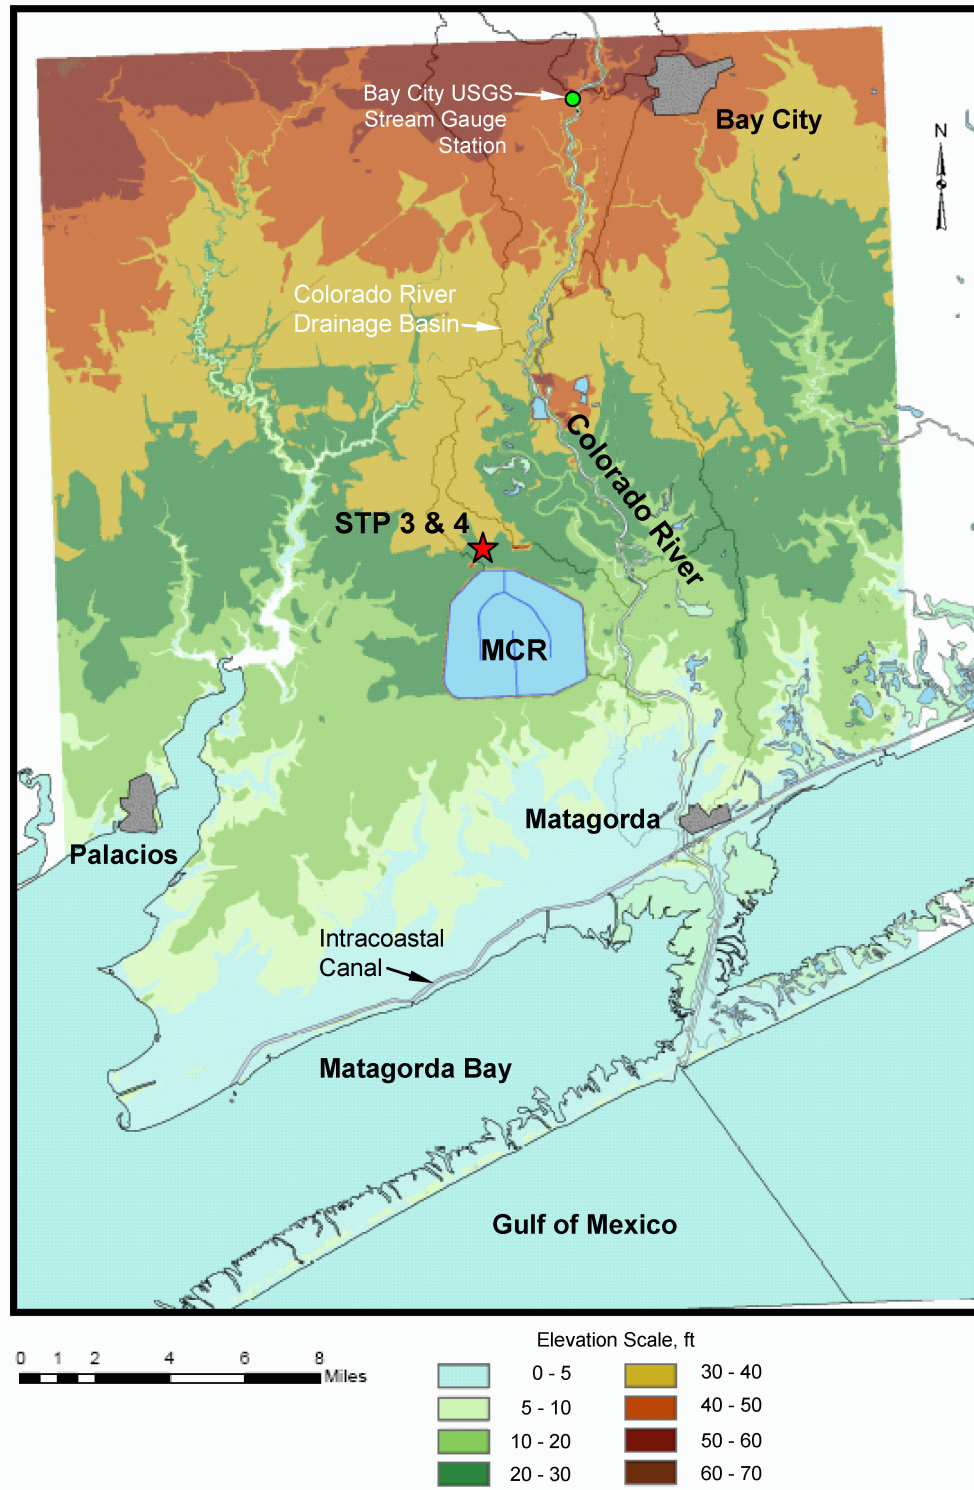 Bay City USGS
Stream Gauge
Station
Bay City
N
Colorado River
Drainage Basin
Colorado River
STP 3 & 4
MCR
Matagorda
Palacios
Intracoastal
Canal
Matagorda Bay
Gulf of Mexico
0 1 2 4 6 8
Miles
Elevation Scale, ft
0 - 5
30 - 40
5 - 10
40 - 50
10 - 20
50 - 60
20 - 30
60 - 70